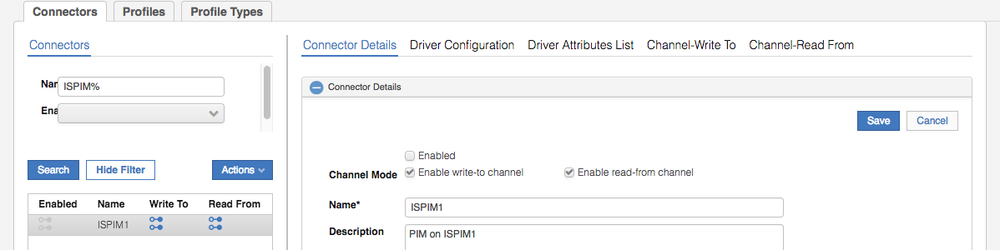 Connectors Profiles Profile Types
Connectors
Nam
ISPIM%
Ena
Search Hide Filter Actions
Enabled Name Write To Read From
ISPIM1
Connector Details Driver Configuration Driver Attributes List Channel-Write To Channel-Read From
Connector Details
Save Cancel
Enabled
Channel Mode Enable write-to channel Enable read-from channel
Name* ISPIM1
Description PIM on ISPIM1